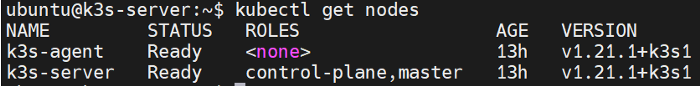 ubuntu@k3s-server:~$ kubectl get nodes
NAME STATUS ROLES AGE VERSION
k3s-agent Ready <none> 13h v1.21.1+k3s1
k3s-server Ready control-plane,master 13h v1.21.1+k3s1